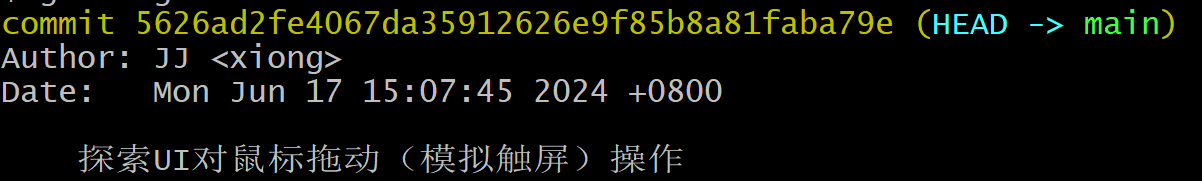 commit 5626ad2fe4067da35912626e9f85b8a81faba79e (HEAD -> main)
Author: JJ <xiong>
Date:   Mon Jun 17 15:07:45 2024 +0800
探索UI对鼠标拖动（模拟触屏）操作